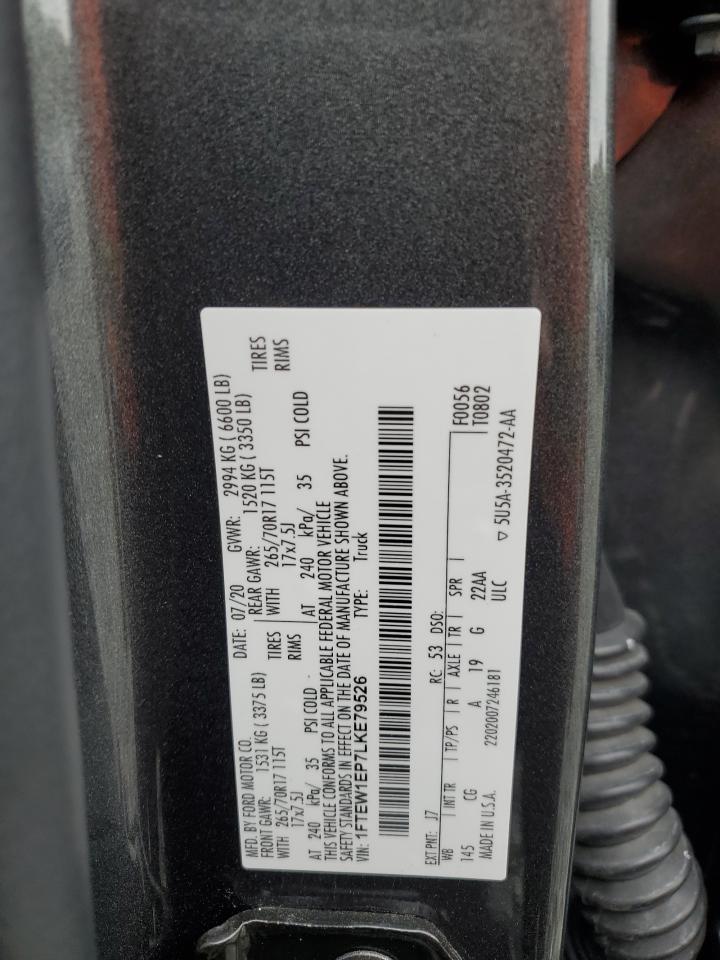 MFD. BY FORD MOTOR CO.
DATE: 07/20 GVWR: 2994 KG ( 6600 LB)
FRONT GAWR: 1531 KG ( 3375 LB) REAR GAWR: 1520 KG ( 3350 LB)
WITH 265/70R17 115T TIRES WITH 265/70R17 115T TIRES
17x7.5J RIMS 17x7.5J RIMS
AT 240 kPa/ 35 PSI COLD AT 240 kPa/ 35 PSI COLD
THIS VEHICLE CONFORMS TO ALL APPLICABLE FEDERAL MOTOR VEHICLE
SAFETY STANDARDS IN EFFECT ON THE DATE OF MANUFACTURE SHOWN ABOVE.
VIN: 1FTEW1EP7LKE79526 TYPE: Truck
EXT PNT: J7 RC: 53 DSO: F0056
WB INT TR TP/PS R AXLE TR SPR T0802
145 CG A 19 G 22AA
MADE IN U.S.A. 2202007246181 ULC ▽ 5U5A-3520472-AA